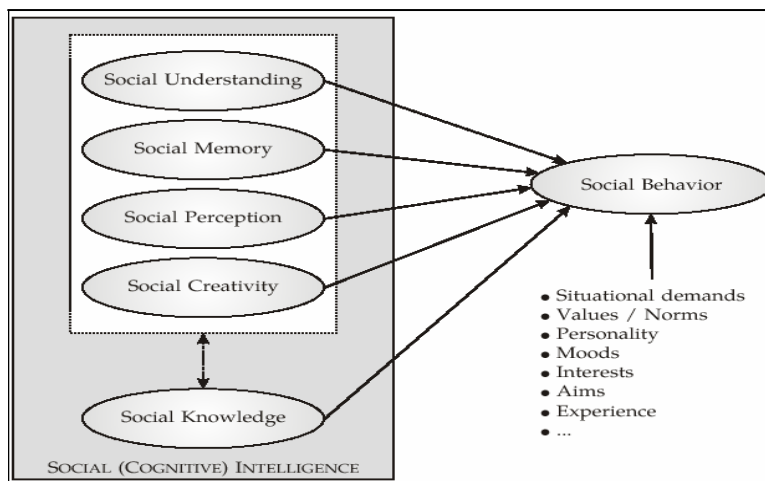 Social Understanding
Social Memory
Social Perception
Social Creativity
Social Knowledge
SOCIAL (COGNITIVE) INTELLIGENCE
Social Behavior
• Situational demands
• Values / Norms
• Personality
• Moods
• Interests
• Aims
• Experience
• ...